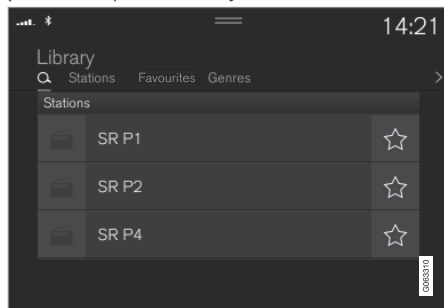 14:21
Library
Stations Favourites Genres
Stations
SR P1
SR P2
SR P4
G063310